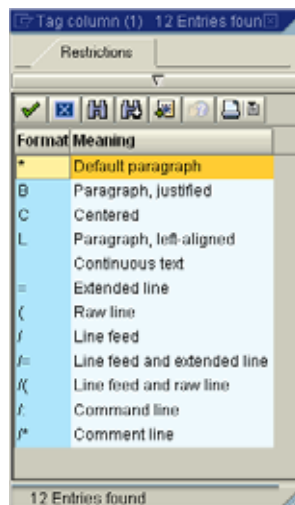 Tag column (1) 12 Entries foun
Restrictions
Format Meaning
* Default paragraph
B Paragraph, justified
C Centered
L Paragraph, left-aligned
Continuous text
= Extended line
( Raw line
/ Line feed
/= Line feed and extended line
/( Line feed and raw line
/: Command line
/* Comment line
12 Entries found